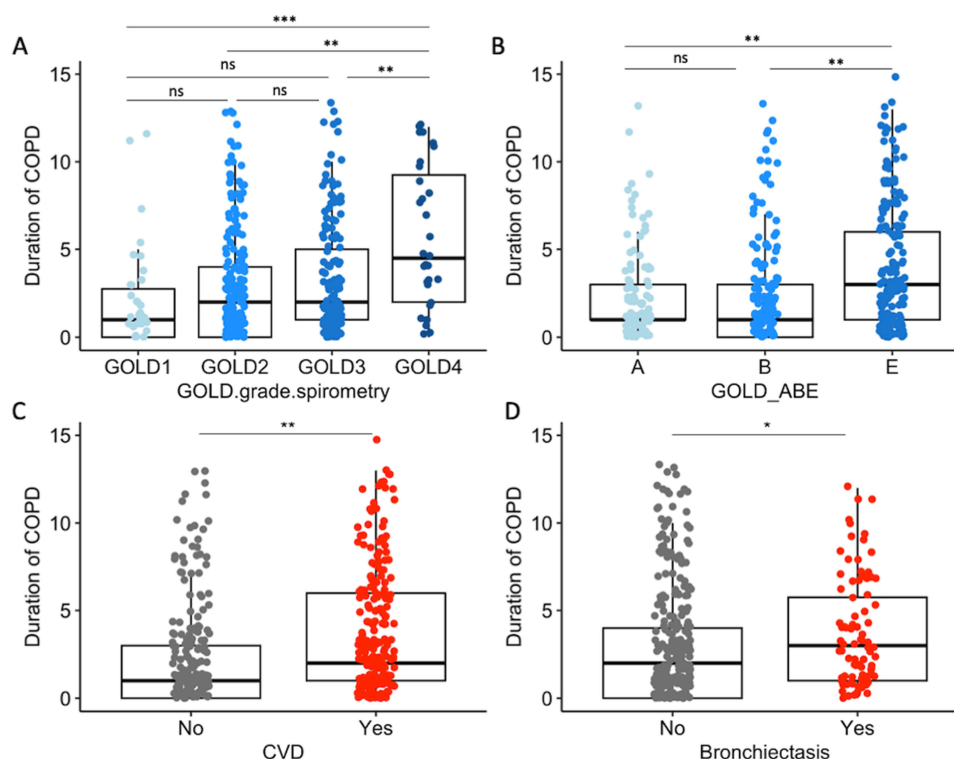 A
***
**
ns
**
ns
ns
15
10
5
0
Duration of COPD
GOLD1 GOLD2 GOLD3 GOLD4
GOLD.grade.spirometry
B
**
ns
**
15
10
5
0
Duration of COPD
A B E
GOLD_ABE
C
**
15
10
5
0
Duration of COPD
No Yes
CVD
D
*
15
10
5
0
Duration of COPD
No Yes
Bronchiectasis